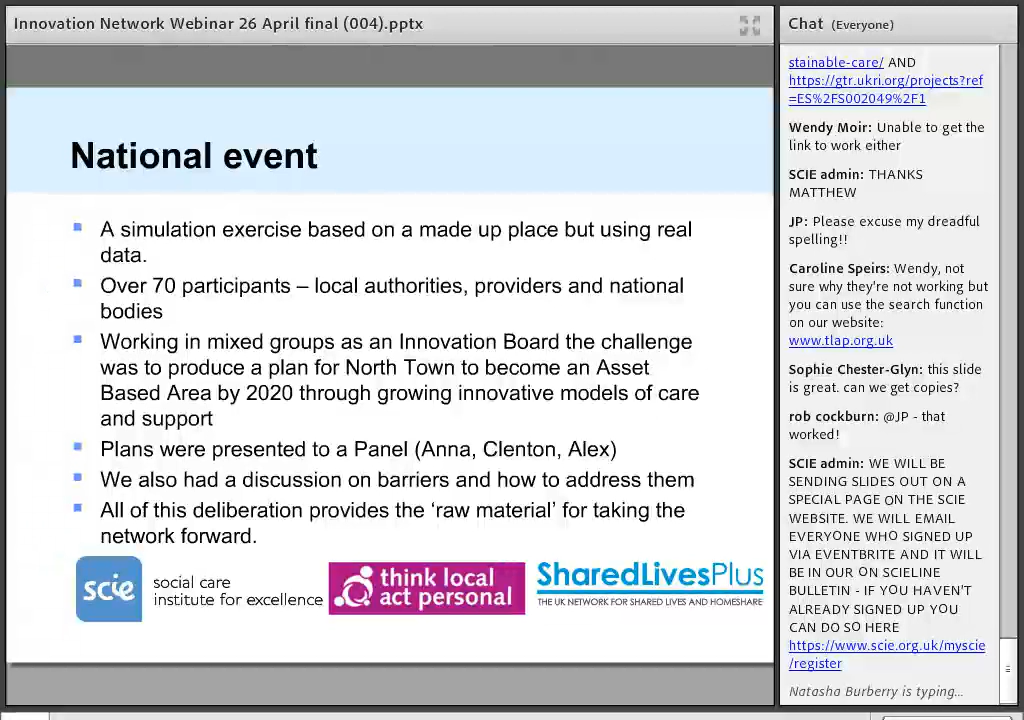 Innovation Network Webinar 26 April final (004).pptx
National event
A simulation exercise based on a made up place but using real
data.
Over 70 participants – local authorities, providers and national
bodies
Working in mixed groups as an Innovation Board the challenge
was to produce a plan for North Town to become an Asset
Based Area by 2020 through growing innovative models of care
and support
Plans were presented to a Panel (Anna, Clenton, Alex)
We also had a discussion on barriers and how to address them
All of this deliberation provides the ‘raw material’ for taking the
network forward.
scie
social care
institute for excellence
think local
act personal
SharedLivesPlus
THE UK NETWORK FOR SHARED LIVES AND HOMESHARE
Chat (Everyone)
stainable-care/ AND
https://gtr.ukri.org/projects?ref
=ES%2FS002049%2F1
Wendy Moir: Unable to get the
link to work either
SCIE admin: THANKS
MATTHEW
JP: Please excuse my dreadful
spelling!!
Caroline Speirs: Wendy, not
sure why they're not working but
you can use the search function
on our website:
www.tlap.org.uk
Sophie Chester-Glyn: this slide
is great. can we get copies?
rob cockburn: @JP - that
worked!
SCIE admin: WE WILL BE
SENDING SLIDES OUT ON A
SPECIAL PAGE ON THE SCIE
WEBSITE. WE WILL EMAIL
EVERYONE WHO SIGNED UP
VIA EVENTBRITE AND IT WILL
BE IN OUR ON SCIELINE
BULLETIN - IF YOU HAVEN'T
ALREADY SIGNED UP YOU
CAN DO SO HERE
https://www.scie.org.uk/myscie
/register
Natasha Burberry is typing...